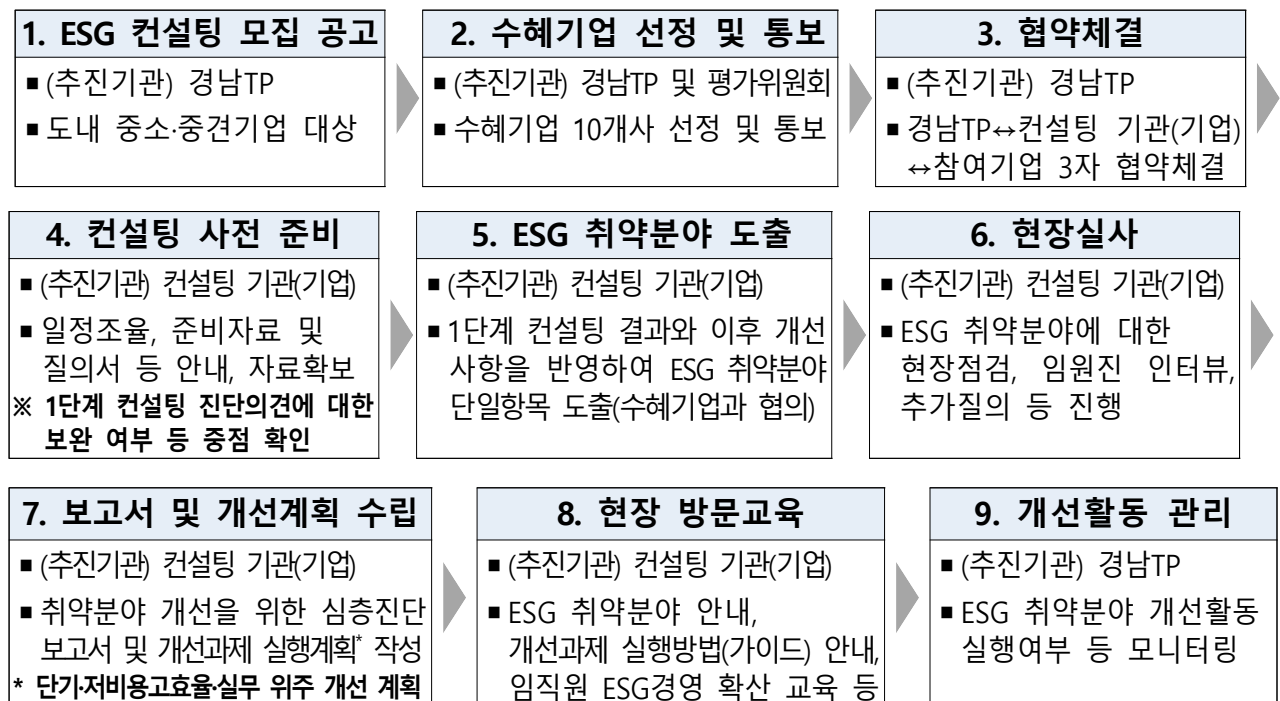 1. ESG 컨설팅 모집 공고
■ (추진기관) 경남TP
■ 도내 중소·중견기업 대상
2. 수혜기업 선정 및 통보
■ (추진기관) 경남TP 및 평가위원회
■ 수혜기업 10개사 선정 및 통보
3. 협약체결
■ (추진기관) 경남TP
■ 경남TP↔컨설팅 기관(기업)
↔참여기업 3자 협약체결
4. 컨설팅 사전 준비
■ (추진기관) 컨설팅 기관(기업)
■ 일정조율, 준비자료 및
질의서 등 안내, 자료확보
※ 1단계 컨설팅 진단의견에 대한
보완 여부 등 중점 확인
5. ESG 취약분야 도출
■ (추진기관) 컨설팅 기관(기업)
■ 1단계 컨설팅 결과와 이후 개선
사항을 반영하여 ESG 취약분야
단일항목 도출(수혜기업과 협의)
6. 현장실사
■ (추진기관) 컨설팅 기관(기업)
■ ESG 취약분야에 대한
현장점검, 임원진 인터뷰,
추가질의 등 진행
7. 보고서 및 개선계획 수립
■ (추진기관) 컨설팅 기관(기업)
■ 취약분야 개선을 위한 심층진단
보고서 및 개선과제 실행계획* 작성
* 단기·저비용고효율·실무 위주 개선 계획
8. 현장 방문교육
■ (추진기관) 컨설팅 기관(기업)
■ ESG 취약분야 안내,
개선과제 실행방법(가이드) 안내,
임직원 ESG경영 확산 교육 등
9. 개선활동 관리
■ (추진기관) 경남TP
■ ESG 취약분야 개선활동
실행여부 등 모니터링